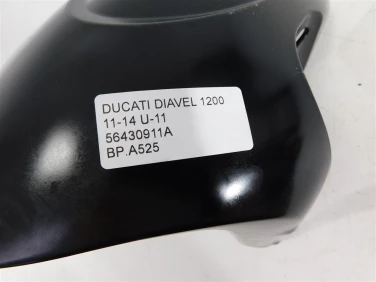 DUCATI DIAVEL 1200
11-14 U-11
56430911A
BP.A525